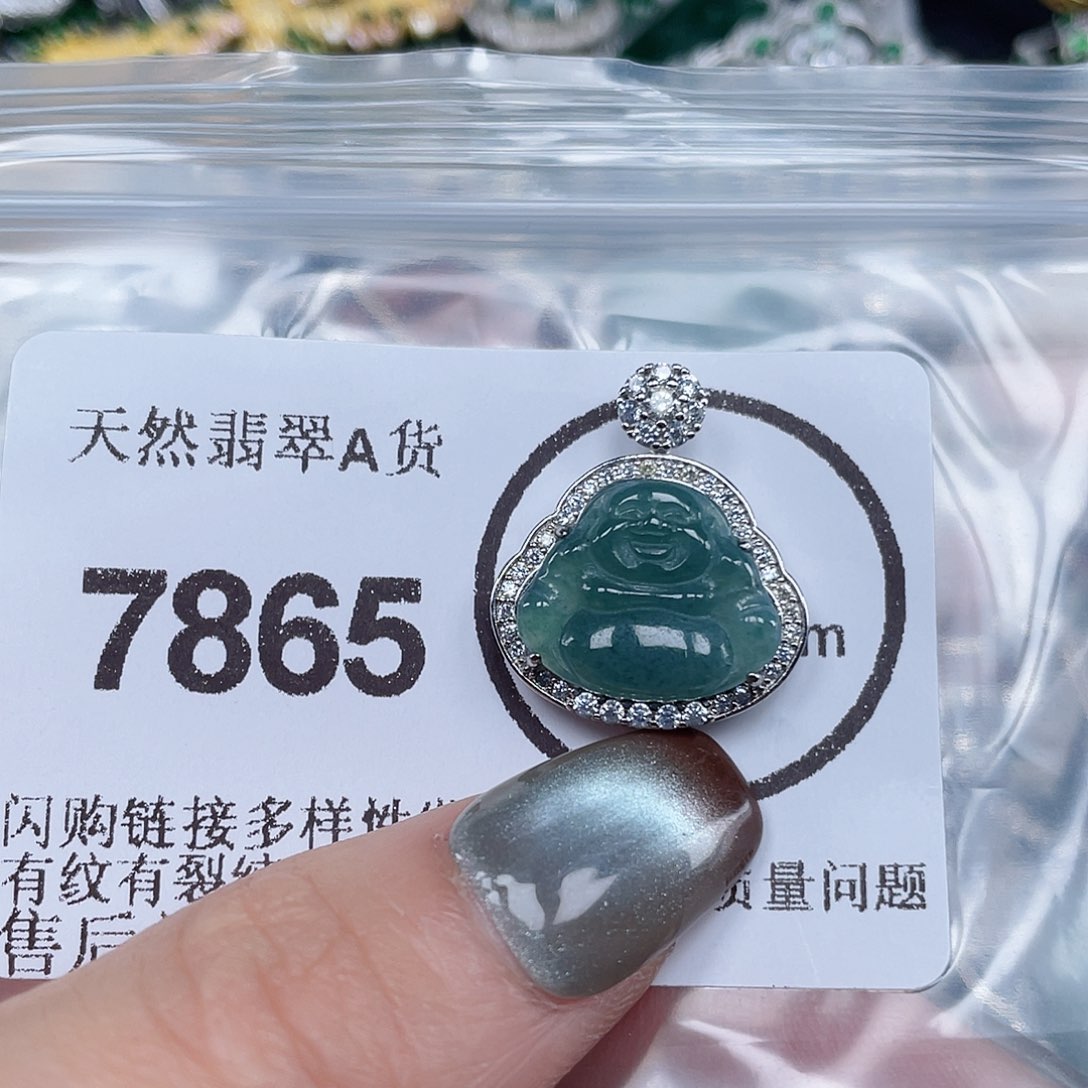 天然翡翠A货
7865
m
闪购链接多样性
有纹有裂 质量问题
售后